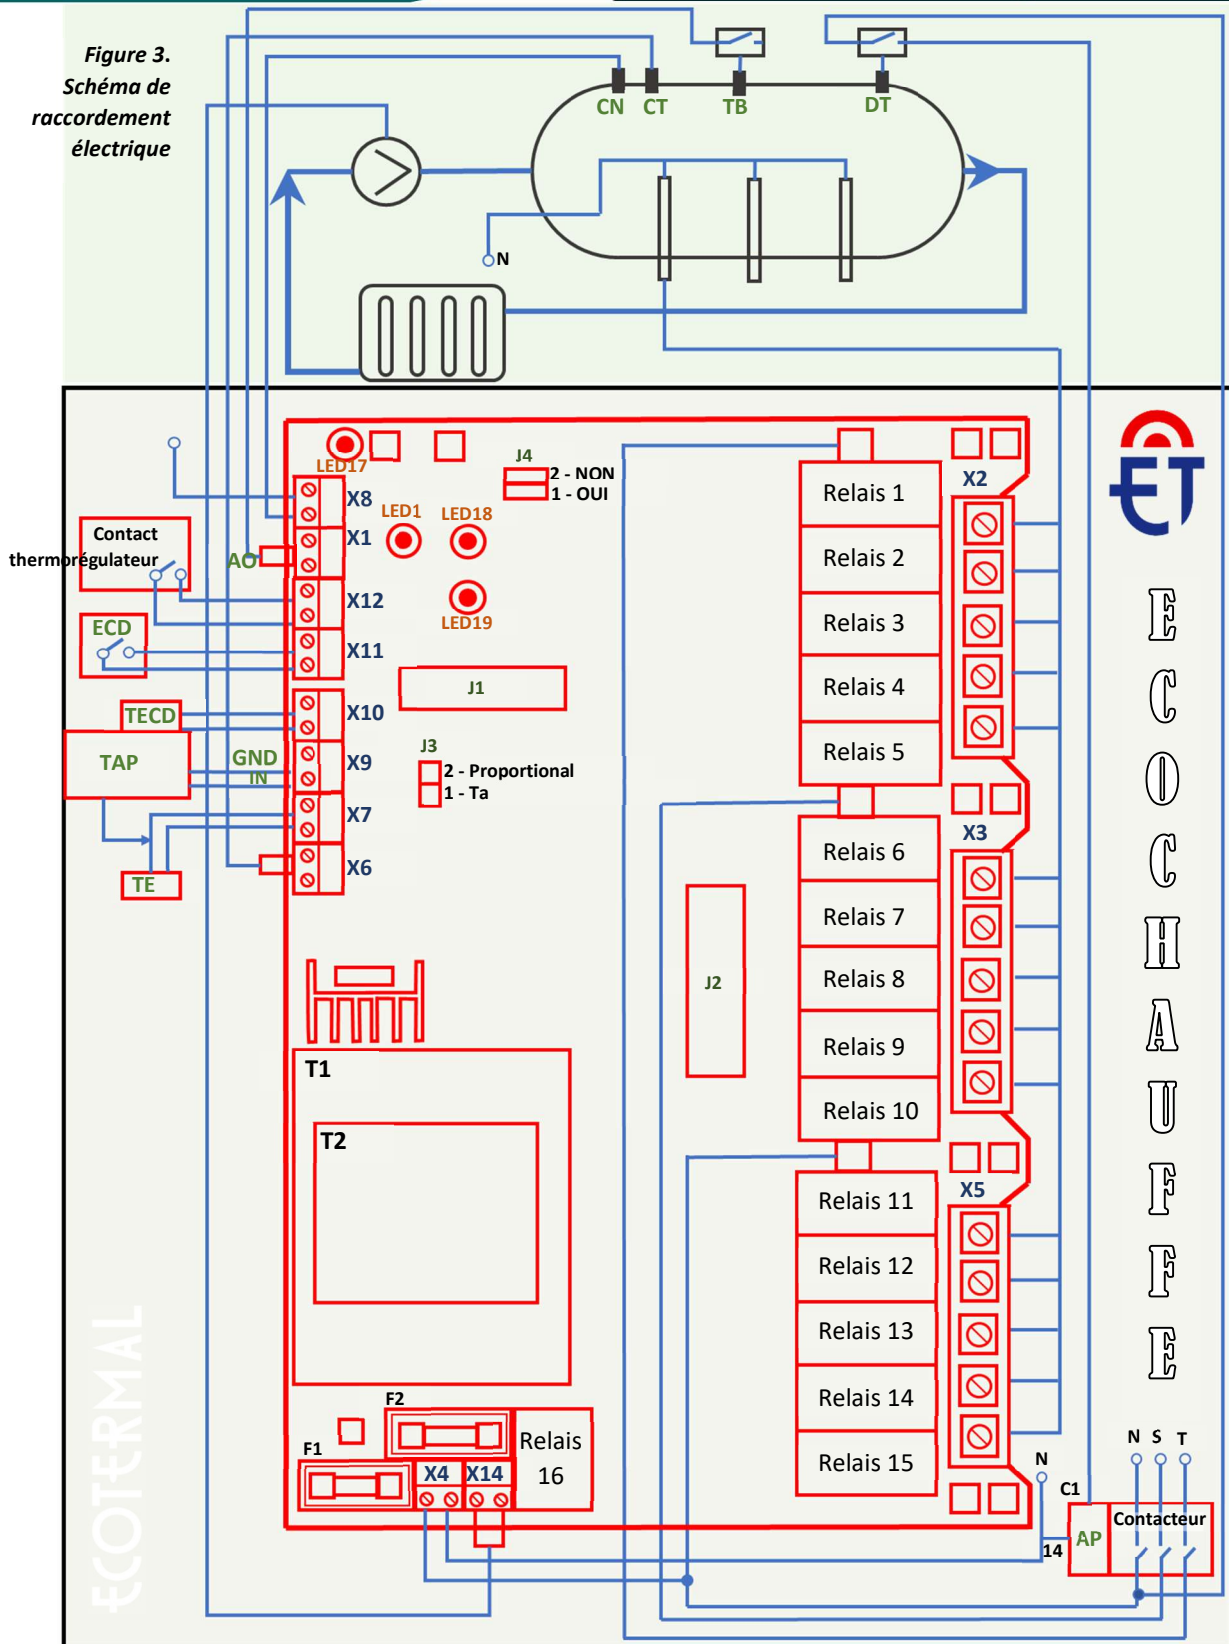 Figure 3.
Schéma de
raccordement
électrique
CN
CT
TB
DT
N
LED17
J4
2 - NON
1 - OUI
X8
LED1
LED18
X1
AO
Contact
thermorégulateur
X12
LED19
ECD
X11
J1
TECD
X10
TAP
GND
IN
X9
J3
2 - Proportional
1 - Ta
X7
TE
X6
T1
T2
J2
Relais 1
Relais 2
Relais 3
Relais 4
Relais 5
X2
Relais 6
Relais 7
Relais 8
Relais 9
Relais 10
X3
Relais 11
Relais 12
Relais 13
Relais 14
Relais 15
X5
ET
E
C
O
C
H
A
U
F
F
E
ECOTERMAL
F2
F1
X4
X14
Relais
16
N
N S T
C1
Contacteur
14
AP